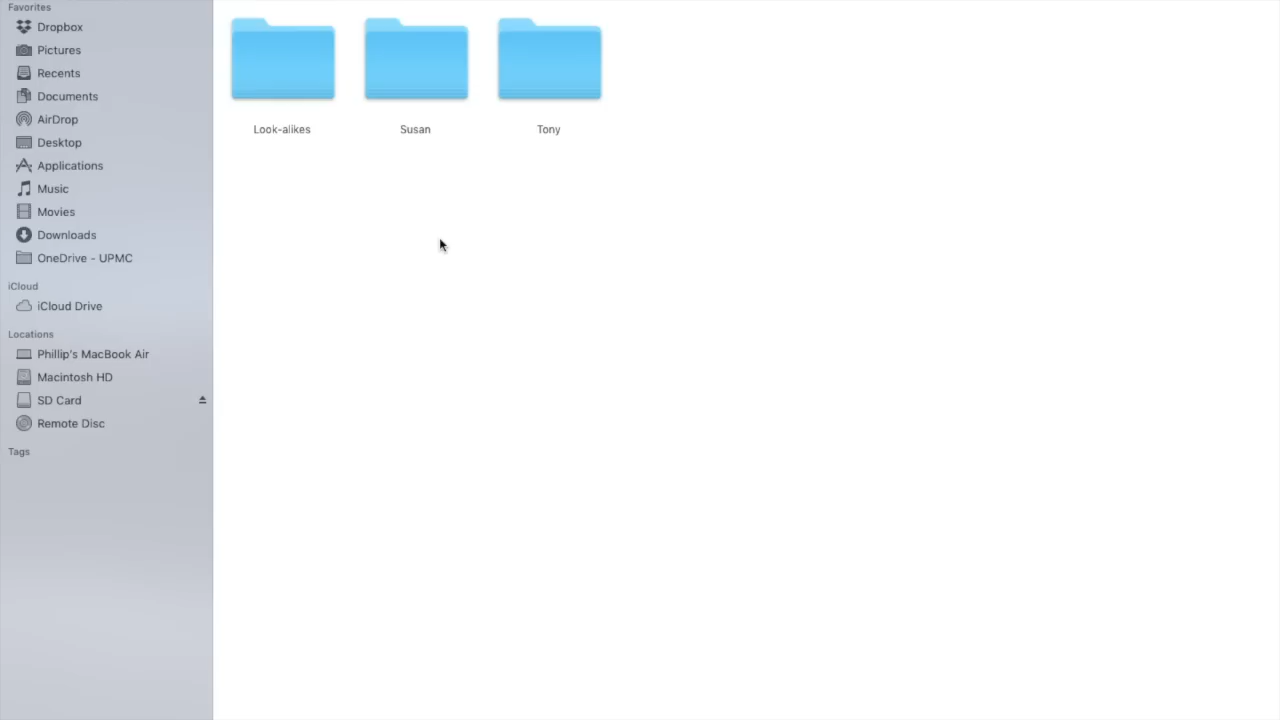 Favorites
Dropbox
Pictures
Recents
Documents
AirDrop
Desktop
Applications
Music
Movies
Downloads
OneDrive - UPMC
iCloud
iCloud Drive
Locations
Phillip's MacBook Air
Macintosh HD
SD Card
Remote Disc
Tags
Look-alikes
Susan
Tony